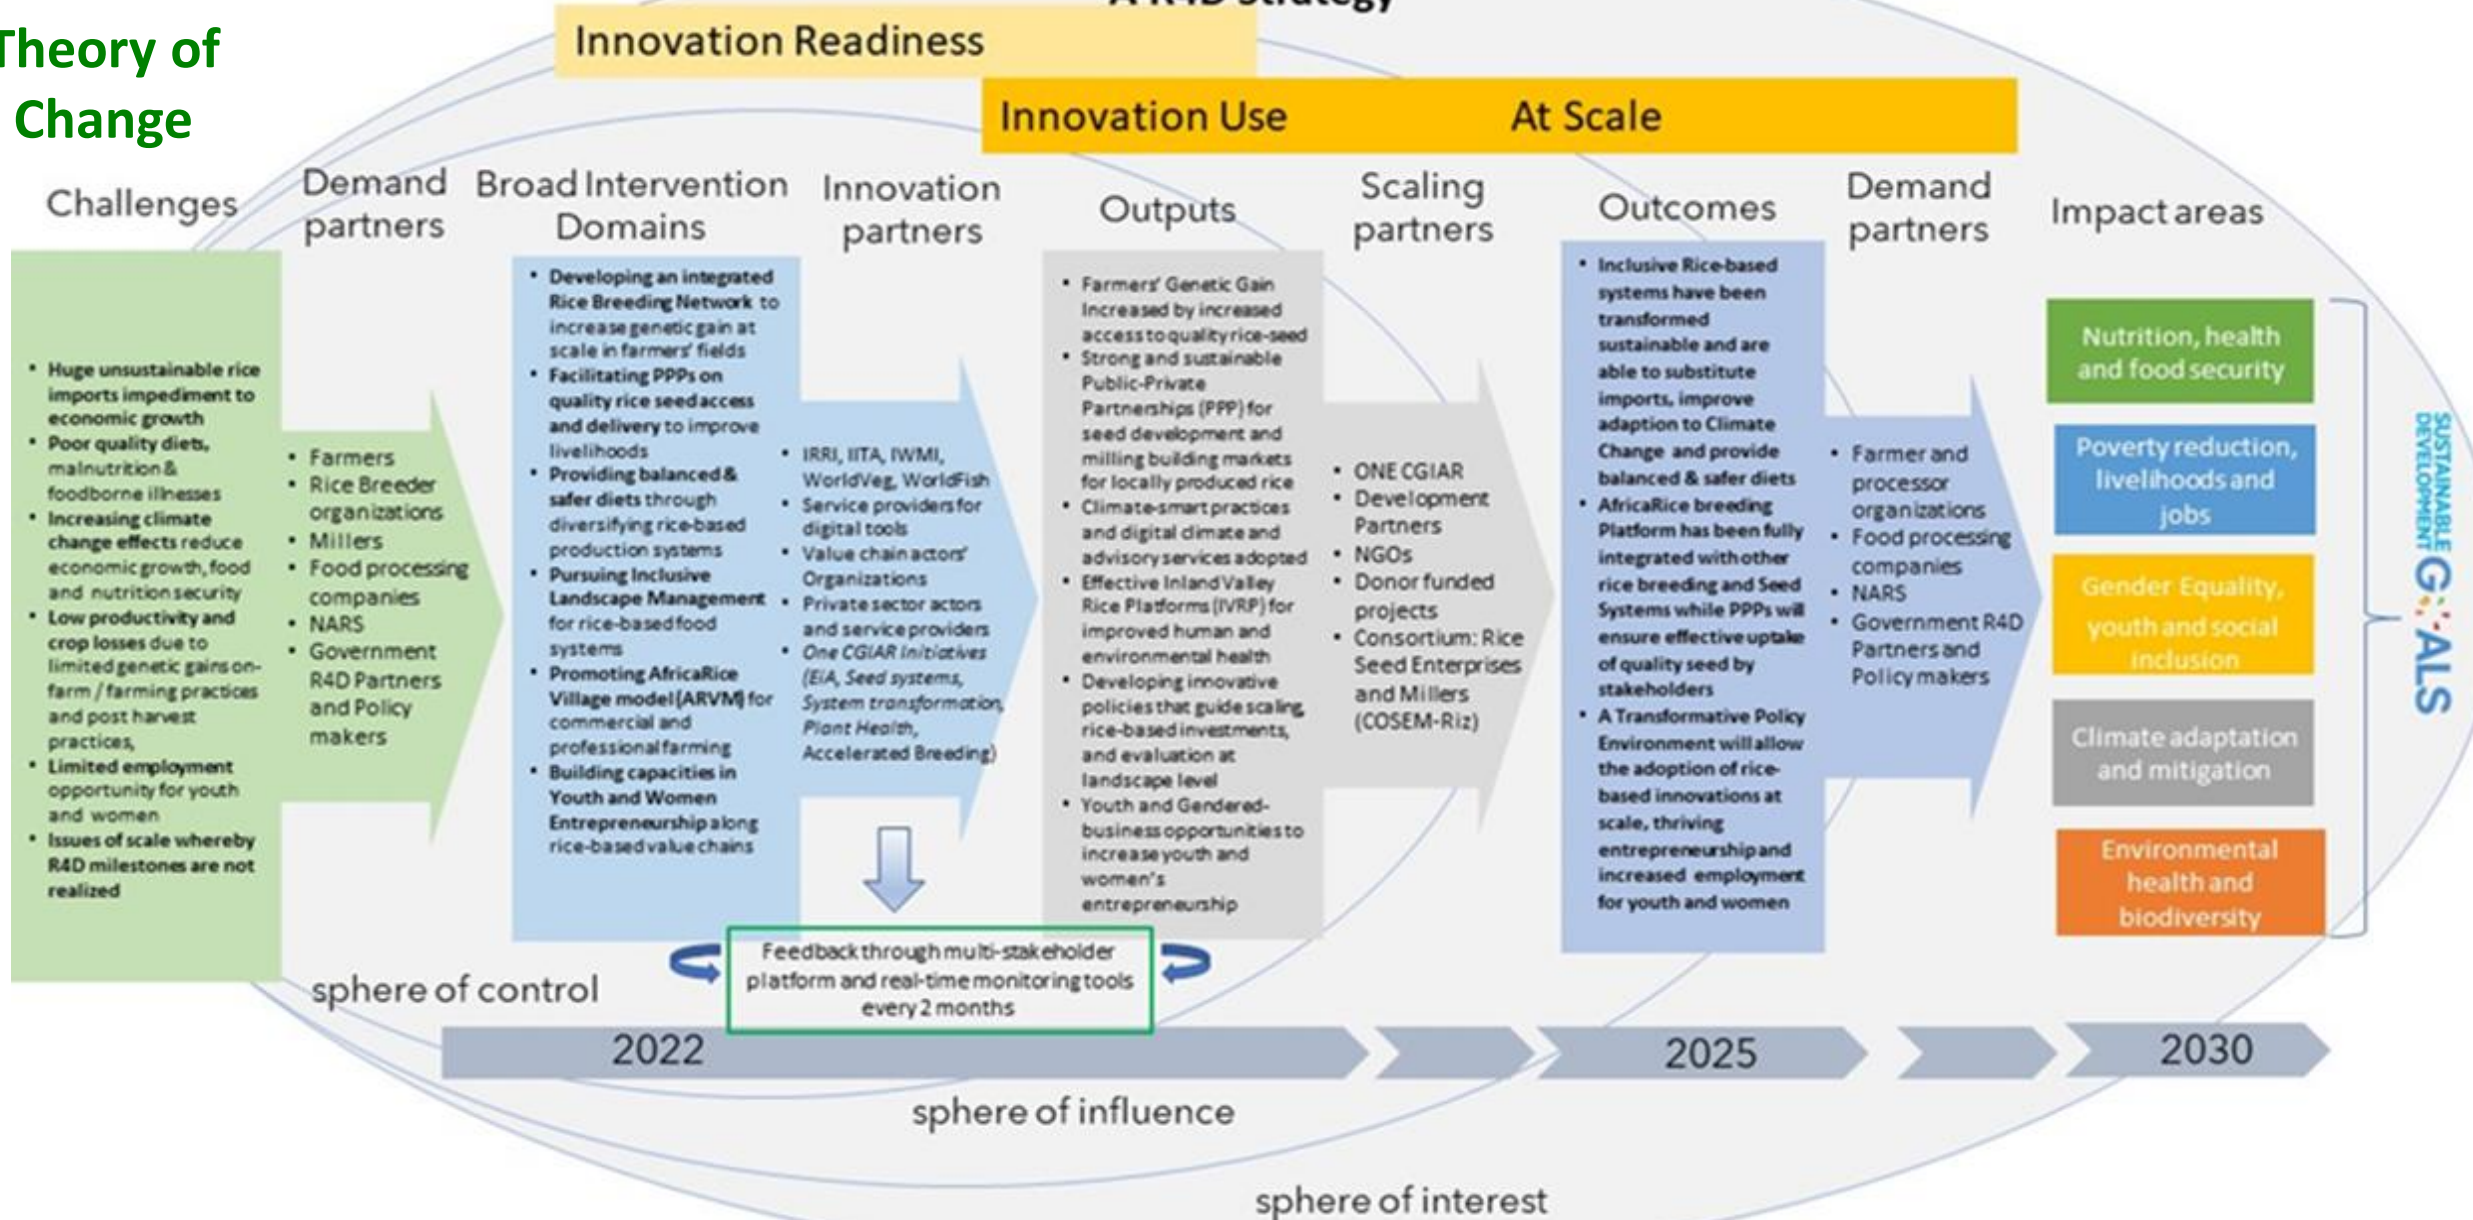 A R4D Strategy
Theory of
Change
Innovation Readiness
Innovation Use
At Scale
Challenges
• Huge unsustainable rice
imports impediment to
economic growth
• Poor quality diets,
malnutrition &
foodborne illnesses
• Increasing climate
change effects reduce
economic growth, food
and nutrition security
• Low productivity and
crop losses due to
limited genetic gains on-
farm / farming practices
and post harvest
practices,
• Limited employment
opportunity for youth
and women
• Issues of scale whereby
R4D milestones are not
realized
Demand
partners
• Farmers
• Rice Breeder
organizations
• Millers
• Food processing
companies
• NARS
• Government
R4D Partners
and Policy
makers
Broad Intervention
Domains
• Developing an integrated
Rice Breeding Network to
increase genetic gain at
scale in farmers' fields
• Facilitating PPPs on
quality rice seed access
and delivery to improve
livelihoods
• Providing balanced &
safer diets through
diversifying rice-based
production systems
• Pursuing Inclusive
Landscape Management
for rice-based food
systems
• Promoting AfricaRice
Village model (ARVM) for
commercial and
professional farming
• Building capacities in
Youth and Women
Entrepreneurship along
rice-based value chains
Innovation
partners
• IRRI, IITA, IWMI,
WorldVeg, WorldFish
• Service providers for
digital tools
• Value chain actors'
Organizations
• Private sector actors
and service providers
• One CGIAR Initiatives
(EiA, Seed systems,
System transformation,
Plant Health,
Accelerated Breeding)
Outputs
• Farmers' Genetic Gain
Increased by increased
access to quality rice-seed
• Strong and sustainable
Public-Private
Partnerships (PPP) for
seed development and
milling building markets
for locally produced rice
• Climate-smart practices
and digital climate and
advisory services adopted
• Effective Inland Valley
Rice Platforms (IVRP) for
improved human and
environmental health
• Developing innovative
policies that guide scaling,
rice-based investments,
and evaluation at
landscape level
• Youth and Gendered-
business opportunities to
increase youth and
women's
entrepreneurship
Scaling
partners
• ONE CGIAR
• Development
Partners
• NGOs
• Donor funded
projects
• Consortium: Rice
Seed Enterprises
and Millers
(COSEM-Riz)
Outcomes
• Inclusive Rice-based
systems have been
transformed
sustainable and are
able to substitute
imports, improve
adaption to Climate
Change and provide
balanced & safer diets
• AfricaRice breeding
Platform has been fully
integrated with other
rice breeding and Seed
Systems while PPPs will
ensure effective uptake
of quality seed by
stakeholders
• A Transformative Policy
Environment will allow
the adoption of rice-
based innovations at
scale, thriving
entrepreneurship and
increased employment
for youth and women
Demand
partners
• Farmer and
processor
organizations
• Food processing
companies
• NARS
• Government R4D
Partners and
Policy makers
Impact areas
Nutrition, health
and food security
Poverty reduction,
livelihoods and
jobs
Gender Equality,
youth and social
inclusion
Climate adaptation
and mitigation
Environmental
health and
biodiversity
SUSTAINABLE
DEVELOPMENT
GOALS
Feedback through multi-stakeholder
platform and real-time monitoring tools
every 2 months
sphere of control
2022
2025
2030
sphere of influence
sphere of interest